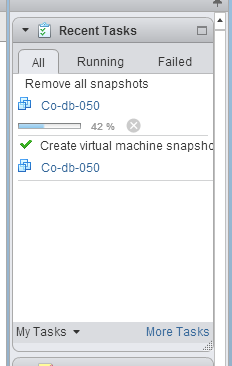 Recent Tasks
All Running Failed
Remove all snapshots
Co-db-050
42 %
Create virtual machine snapsho
Co-db-050
My Tasks More Tasks